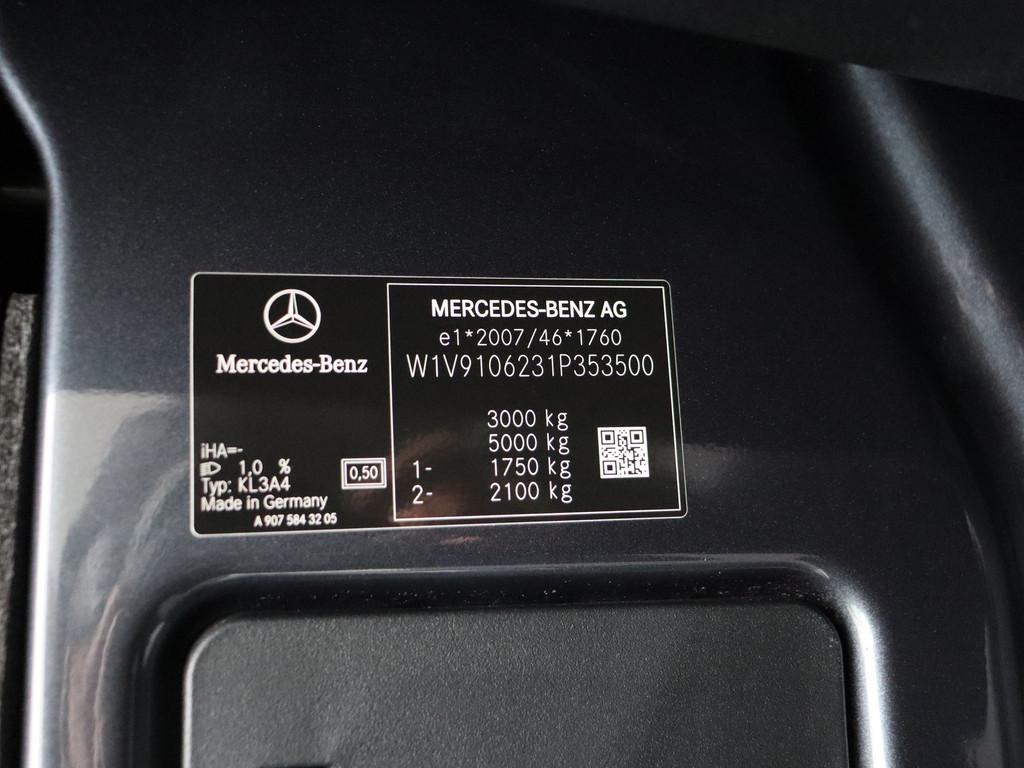 Mercedes-Benz
iHA=-
1.0 %
Typ: KL3A4
Made in Germany
A 907 584 32 05
0,50
MERCEDES-BENZ AG
e1*2007/46*1760
W1V9106231P353500
3000 kg
5000 kg
1- 1750 kg
2- 2100 kg